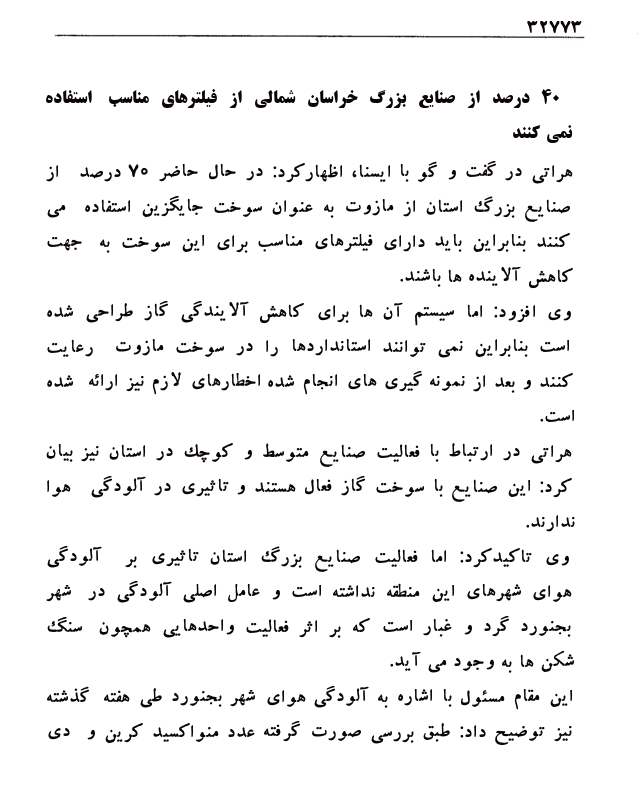 ۳۲۷۷۳
۴۰ درصد از صنایع بزرگ خراسان شمالی از فیلترهای مناسب استفاده
نمی کنند
هراتی در گفت و گو با ایسنا، اظهارکرد: در حال حاضر ۷۰ درصد از
صنایع بزرگ استان از مازوت به عنوان سوخت جایگزین استفاده می
کنند بنابراین باید دارای فیلترهای مناسب برای این سوخت به جهت
کاهش آلاینده ها باشند.
وی افزود: اما سیستم آن ها برای کاهش آلایندگی گاز طراحی شده
است بنابراین نمی توانند استانداردها را در سوخت مازوت رعایت
کنند و بعد از نمونه گیری های انجام شده اخطارهای لازم نیز ارائه شده
است.
هراتی در ارتباط با فعالیت صنایع متوسط و کوچك در استان نیز بیان
کرد: این صنایع با سوخت گاز فعال هستند و تاثیری در آلودگی هوا
ندارند.
وی تاکیدکرد: اما فعالیت صنایع بزرگ استان تاثیری بر آلودگی
هوای شهرهای این منطقه نداشته است و عامل اصلی آلودگی در شهر
بجنورد گرد و غبار است که بر اثر فعالیت واحدهایی همچون سنگ
شکن ها به وجود می آید.
این مقام مسئول با اشاره به آلودگی هوای شهر بجنورد طی هفته گذشته
نیز توضیح داد: طبق بررسی صورت گرفته عدد منواکسید کربن و دی